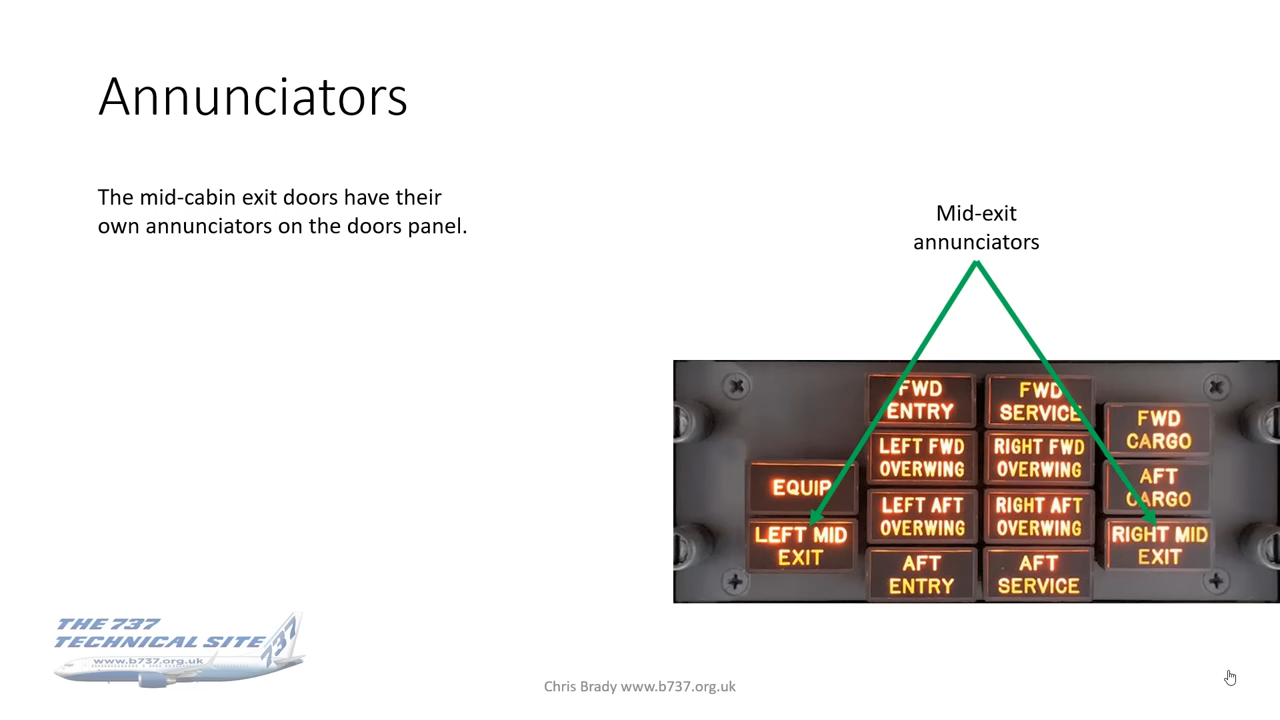 Annunciators
The mid-cabin exit doors have their
own annunciators on the doors panel.
Mid-exit
annunciators
FWD
ENTRY
FWD
SERVICE
FWD
CARGO
LEFT FWD
OVERWING
RIGHT FWD
OVERWING
EQUIP
AFT
CARGO
LEFT AFT
OVERWING
RIGHT AFT
OVERWING
LEFT MID
EXIT
RIGHT MID
EXIT
AFT
ENTRY
AFT
SERVICE
THE 737
TECHNICAL SITE
737
www.b737.org.uk
Chris Brady www.b737.org.uk